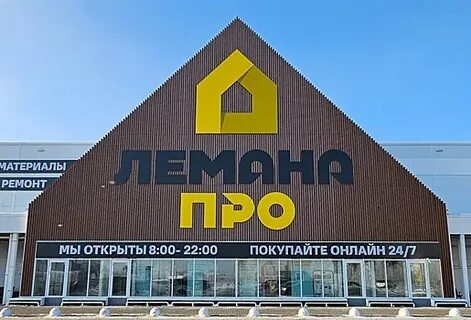 МАТЕРИАЛЫ
РЕМОНТ
ЛЕМАНА
ПРО
МЫ ОТКРЫТЫ 8:00- 22:00
ПОКУПАЙТЕ ОНЛАЙН 24/7